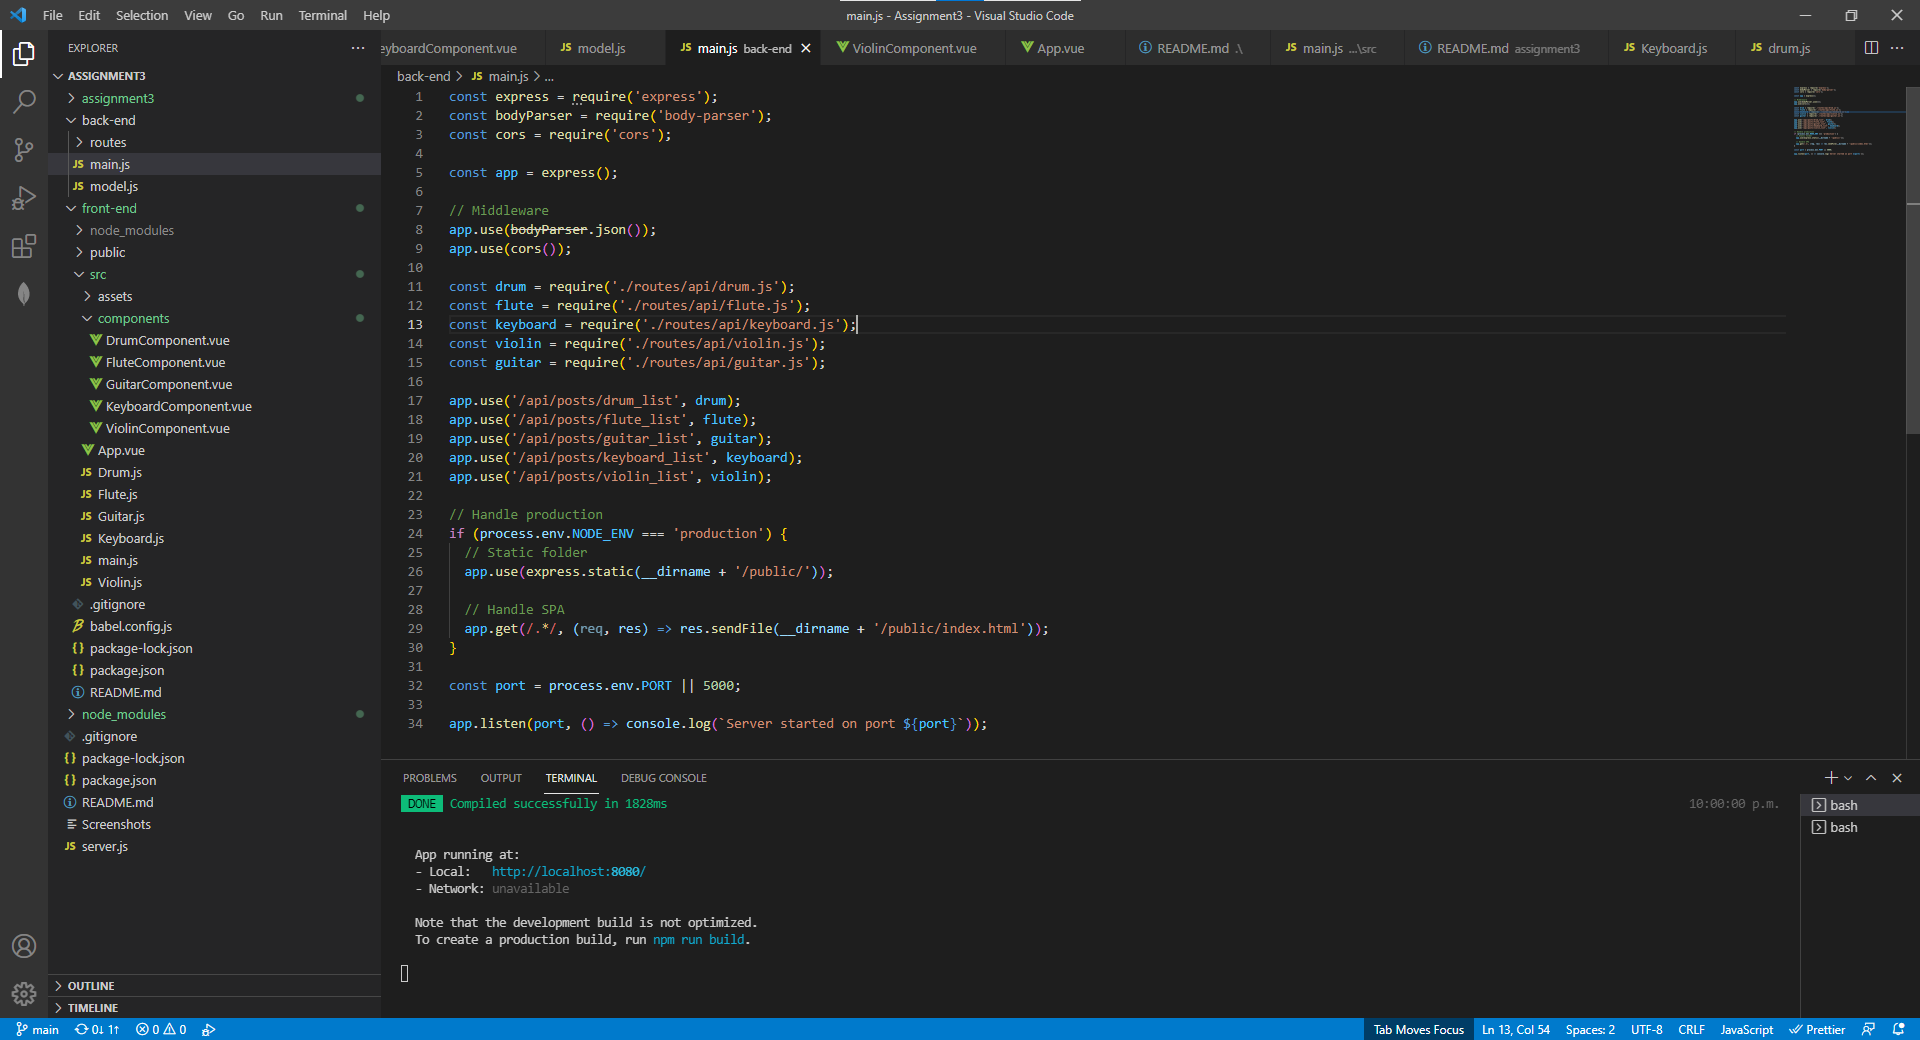 File Edit Selection View Go Run Terminal Help
main.js - Assignment3 - Visual Studio Code
EXPLORER
ASSIGNMENT3
assignment3
back-end
routes
JS main.js
JS model.js
front-end
node_modules
public
src
assets
components
DrumComponent.vue
FluteComponent.vue
GuitarComponent.vue
KeyboardComponent.vue
ViolinComponent.vue
App.vue
JS Drum.js
JS Flute.js
JS Guitar.js
JS Keyboard.js
JS main.js
JS Violin.js
.gitignore
babel.config.js
{} package-lock.json
{} package.json
README.md
node_modules
.gitignore
{} package-lock.json
{} package.json
README.md
Screenshots
JS server.js
OUTLINE
TIMELINE
eyboardComponent.vue JS model.js JS main.js back-end ViolinComponent.vue App.vue README.md .\ JS main.js ...\src README.md assignment3 JS Keyboard.js JS drum.js
back-end > JS main.js > ...
1 const express = require('express');
2 const bodyParser = require('body-parser');
3 const cors = require('cors');
4
5 const app = express();
6
7 // Middleware
8 app.use(bodyParser.json());
9 app.use(cors());
10
11 const drum = require('./routes/api/drum.js');
12 const flute = require('./routes/api/flute.js');
13 const keyboard = require('./routes/api/keyboard.js');
14 const violin = require('./routes/api/violin.js');
15 const guitar = require('./routes/api/guitar.js');
16
17 app.use('/api/posts/drum_list', drum);
18 app.use('/api/posts/flute_list', flute);
19 app.use('/api/posts/guitar_list', guitar);
20 app.use('/api/posts/keyboard_list', keyboard);
21 app.use('/api/posts/violin_list', violin);
22
23 // Handle production
24 if (process.env.NODE_ENV === 'production') {
25 // Static folder
26 app.use(express.static(__dirname + '/public/'));
27
28 // Handle SPA
29 app.get(/.*/, (req, res) => res.sendFile(__dirname + '/public/index.html'));
30 }
31
32 const port = process.env.PORT || 5000;
33
34 app.listen(port, () => console.log(`Server started on port ${port}`));
PROBLEMS OUTPUT TERMINAL DEBUG CONSOLE
DONE Compiled successfully in 1828ms 10:00:00 p.m.
App running at:
- Local: http://localhost:8080/
- Network: unavailable
Note that the development build is not optimized.
To create a production build, run npm run build.
bash
bash
main 0↓ 1↑ 0 0 Tab Moves Focus Ln 13, Col 54 Spaces: 2 UTF-8 CRLF JavaScript Prettier